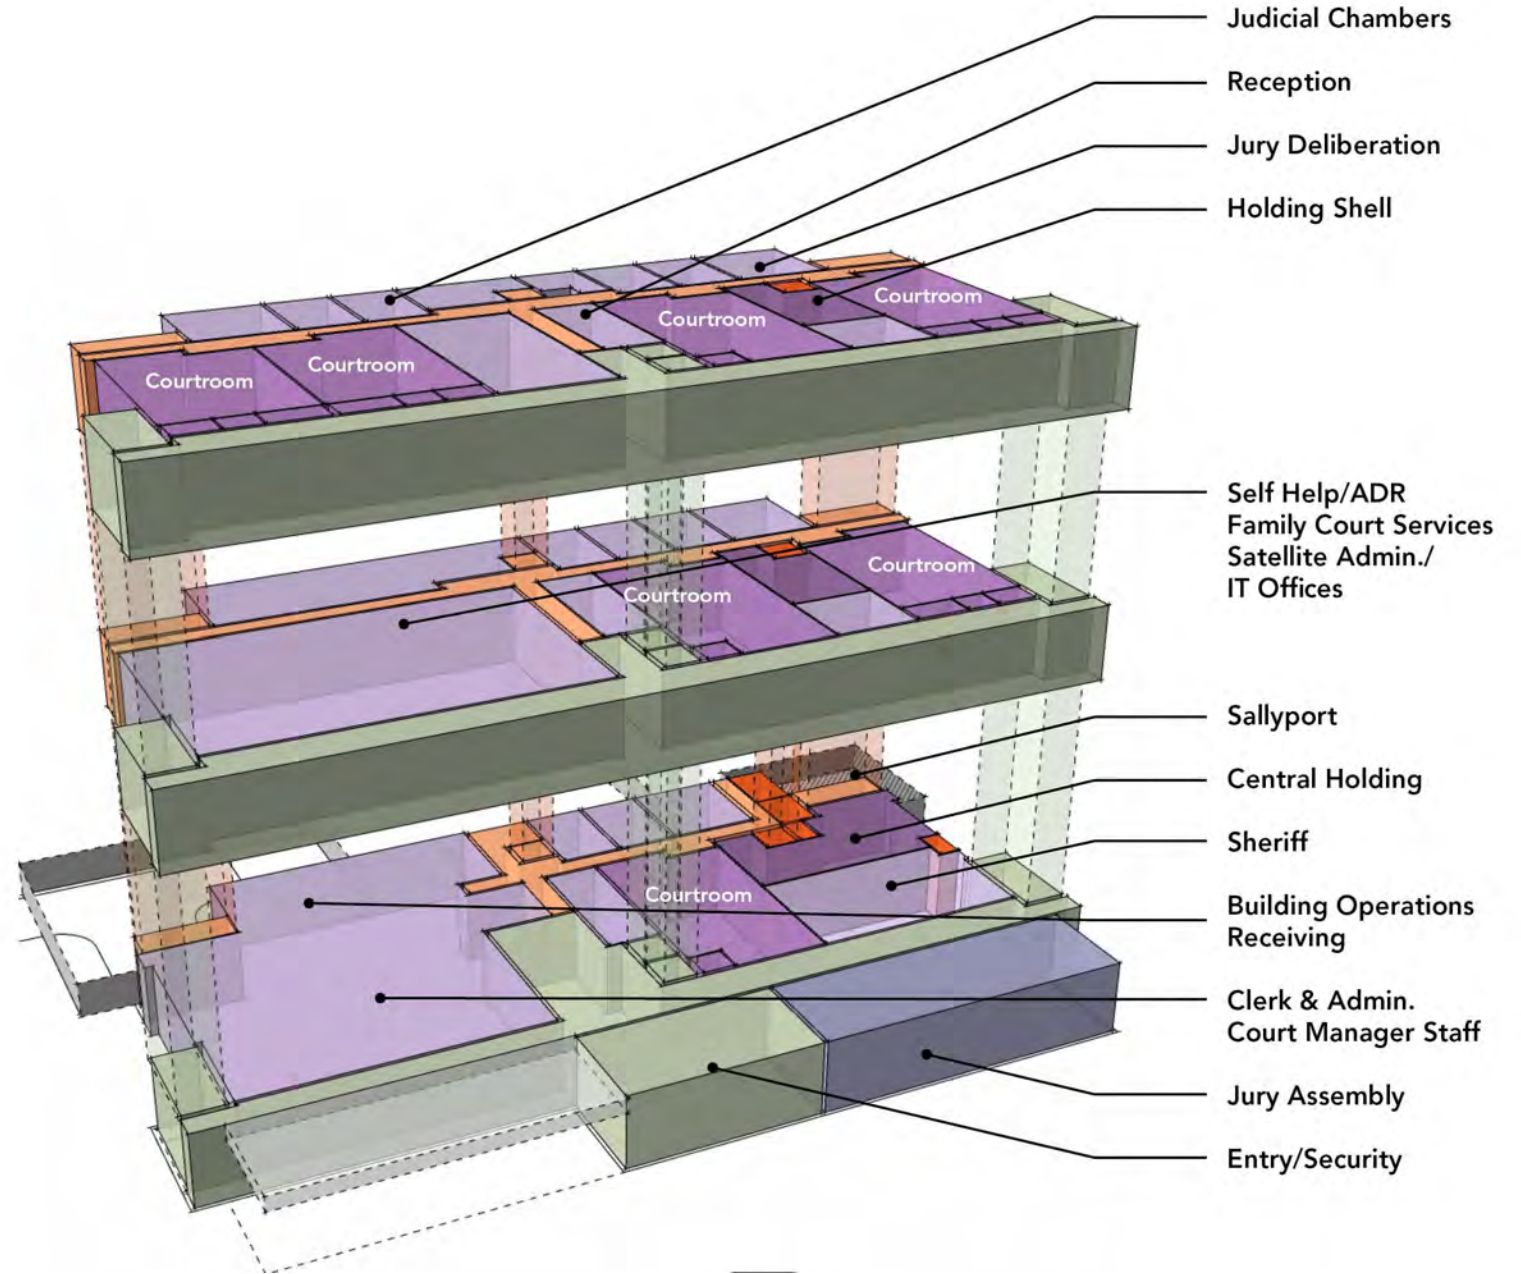 Judicial Chambers
Reception
Jury Deliberation
Holding Shell
Courtroom
Courtroom
Courtroom
Courtroom
Self Help/ADR
Family Court Services
Satellite Admin./
IT Offices
Courtroom
Courtroom
Sallyport
Central Holding
Sheriff
Courtroom
Building Operations
Receiving
Clerk & Admin.
Court Manager Staff
Jury Assembly
Entry/Security